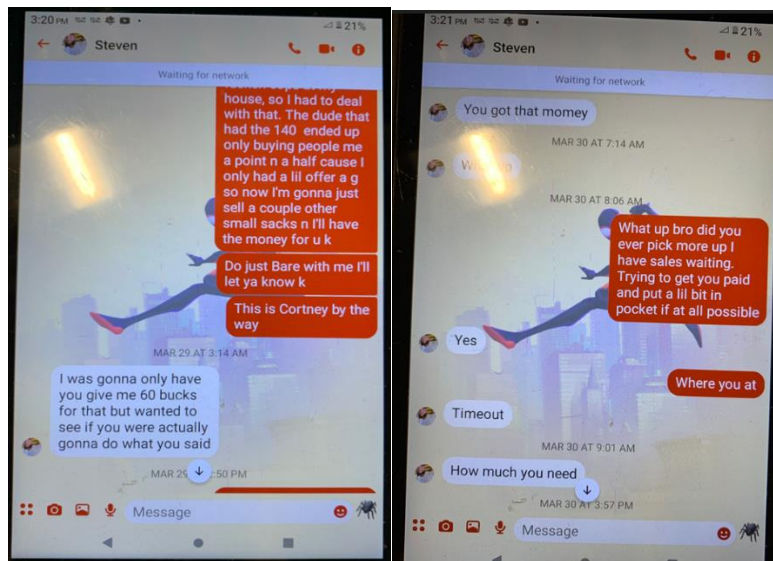 3:20 PM
21%
Steven
Waiting for network
house, so I had to deal
with that. The dude that
had the 140 ended up
only buying people me
a point n a half cause I
only had a lil offer a g
so now I'm gonna just
sell a couple other
small sacks n I'll have
the money for u k
Do just Bare with me I'll
let ya know k
This is Cortney by the
way
MAR 29 AT 3:14 AM
I was gonna only have
you give me 60 bucks
for that but wanted to
see if you were actually
gonna do what you said
MAR 29 :50 PM
Message
3:21 PM
21%
Steven
Waiting for network
You got that momey
MAR 30 AT 7:14 AM
MAR 30 AT 8:06 AM
What up bro did you
ever pick more up I
have sales waiting.
Trying to get you paid
and put a lil bit in
pocket if at all possible
Yes
Where you at
Timeout
MAR 30 AT 9:01 AM
How much you need
MAR 30 AT 3:57 PM
Message